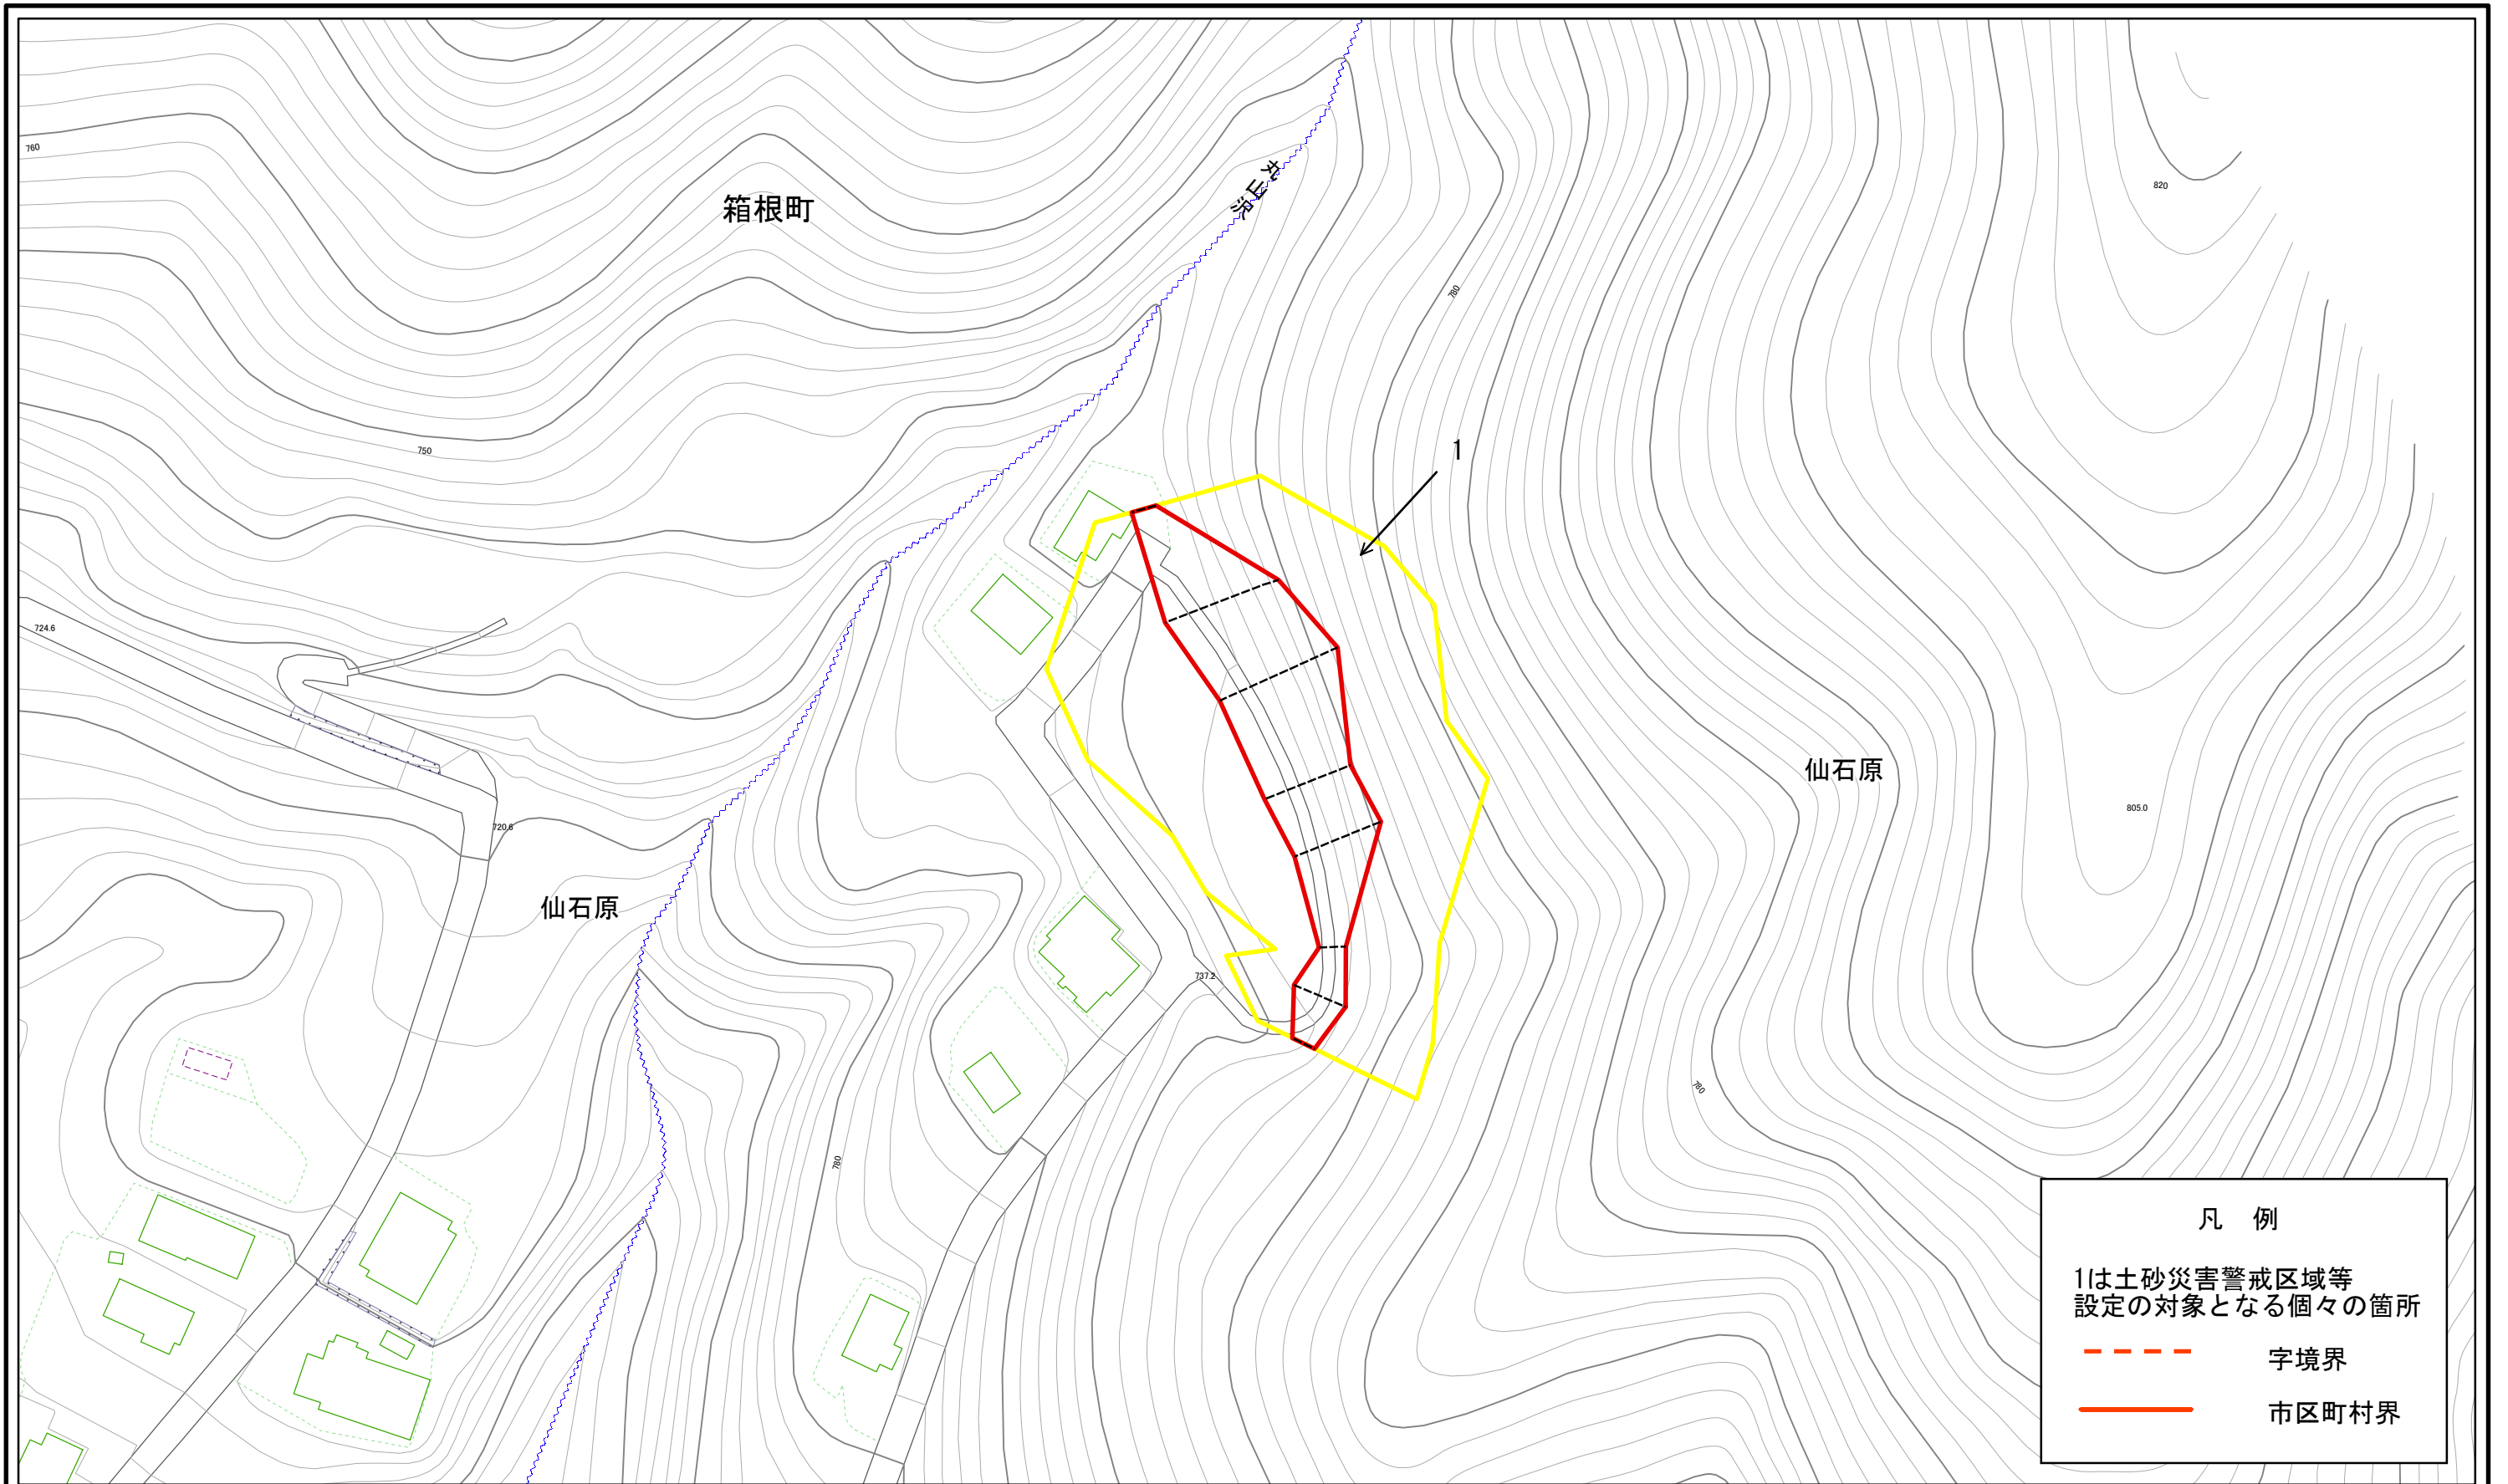 760
箱根町
丸山沢
820
780
1
750
724.6
仙石原
805.0
720.6
仙石原
737.2
780
780
凡 例
1は土砂災害警戒区域等
設定の対象となる個々の箇所
字境界
市区町村界